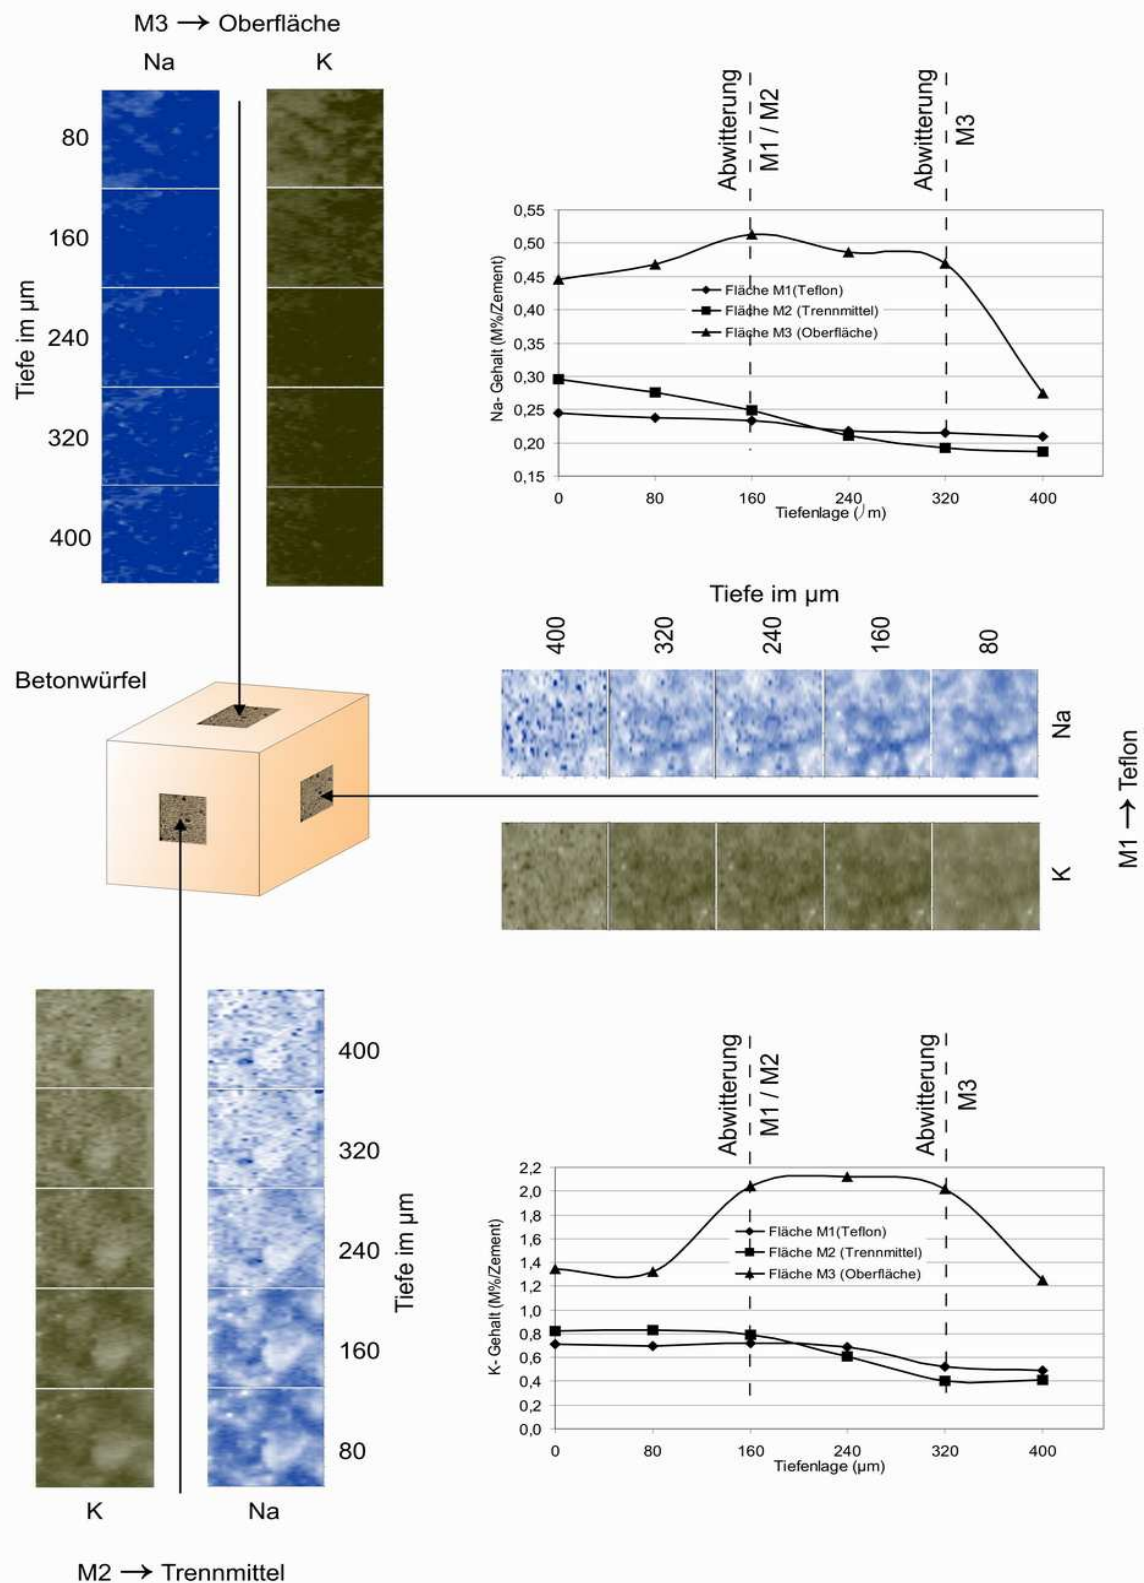 M3 → Oberfläche
Na
K
Tiefe im µm
80
160
240
320
400
Abwitterung
M1 / M2
Abwitterung
M3
Na- Gehalt (M%/Zement)
0,55
0,50
0,45
0,40
0,35
0,30
0,25
0,20
0,15
Fläche M1(Teflon)
Fläche M2 (Trennmittel)
Fläche M3 (Oberfläche)
0 80 160 240 320 400
Tiefenlage ( m)
Tiefe im µm
400 320 240 160 80
Na
K
M1 → Teflon
Betonwürfel
400
320
240
160
80
Tiefe im µm
K
Na
M2 → Trennmittel
Abwitterung
M1 / M2
Abwitterung
M3
K- Gehalt (M%/Zement)
2,2
2,0
1,8
1,6
1,4
1,2
1,0
0,8
0,6
0,4
0,2
0,0
Fläche M1(Teflon)
Fläche M2 (Trennmittel)
Fläche M3 (Oberfläche)
0 80 160 240 320 400
Tiefenlage (µm)